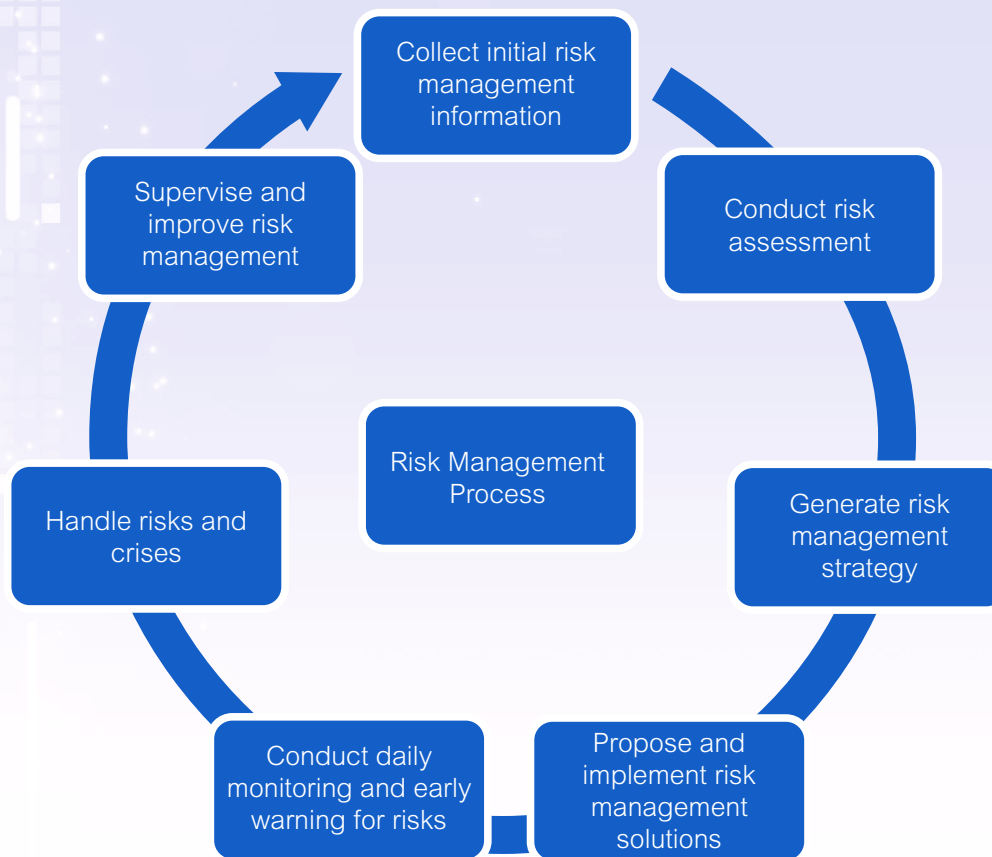 Collect initial risk
management
information
Conduct risk
assessment
Generate risk
management
strategy
Propose and
implement risk
management
solutions
Conduct daily
monitoring and early
warning for risks
Handle risks and
crises
Supervise and
improve risk
management
Risk Management
Process